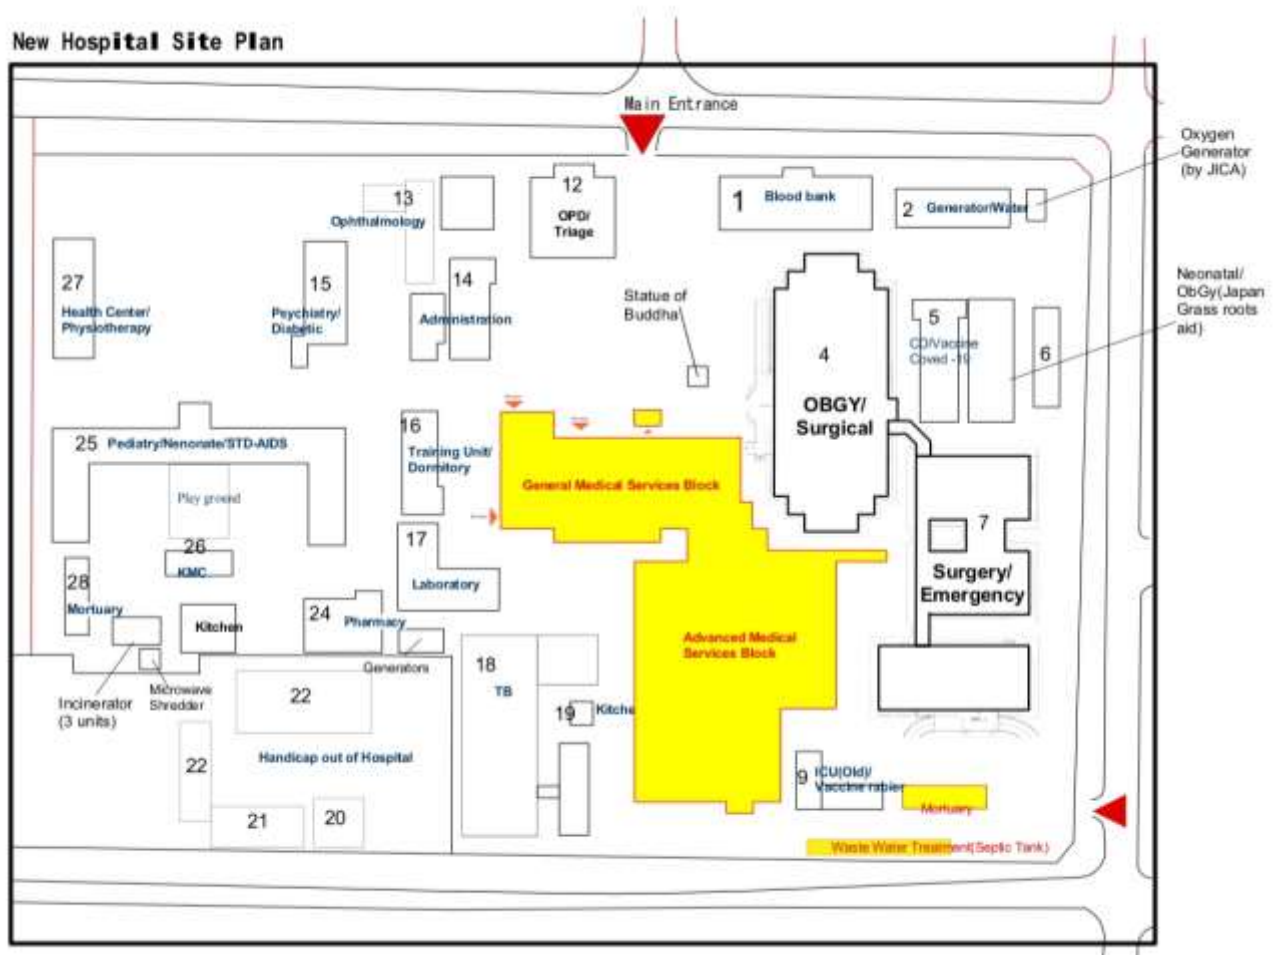 New Hospital Site Plan
Main Entrance
Oxygen
Generator
(by JICA)
12
OPD/
Triage
13
Ophthalmology
1
Blood bank
2
Generator/Water
27
Health Center/
Physiotherapy
15
Psychiatry/
Diabetic
14
Administration
Statue of
Buddha
4
OBGY/
Surgical
5
CD/Vaccine
Coved -19
6
Neonatal/
ObGy(Japan
Grass roots
aid)
25
Pediatry/Nenonate/STD-AIDS
Play ground
16
Training Unit/
Dormitory
General Medical Services Block
7
Surgery/
Emergency
26
KMC
17
Laboratory
28
Mortuary
Kitchen
24
Pharmacy
Generators
Advanced Medical
Services Block
Incinerator
(3 units)
Microwave
Shredder
22
18
TB
19
Kitche
Handicap out of Hospital
22
21
20
9
ICU(Old)/
Vaccine rabier
Mortuary
Waste Water Treatment(Septic Tank)